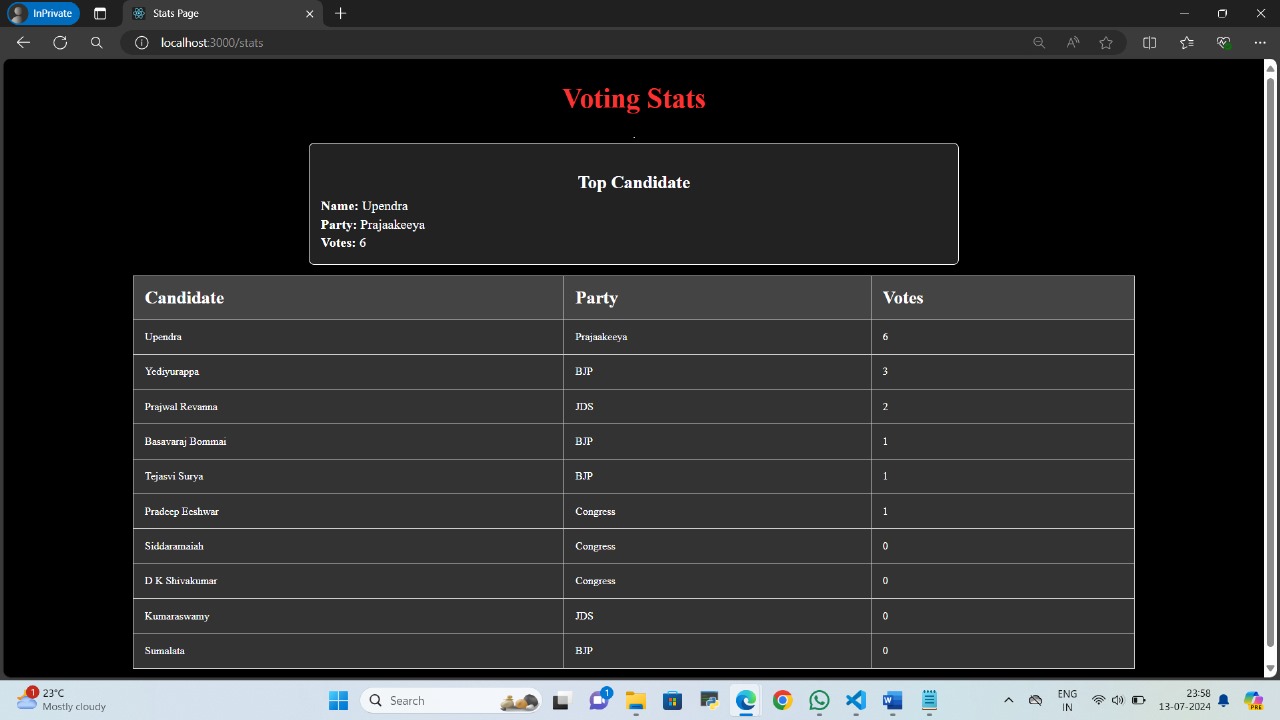 InPrivate
Stats Page
localhost:3000/stats
Voting Stats
.
Top Candidate
Name: Upendra
Party: Prajaakeeya
Votes: 6
Candidate Party Votes
Upendra Prajaakeeya 6
Yediyurappa BJP 3
Prajwal Revanna JDS 2
Basavaraj Bommai BJP 1
Tejasvi Surya BJP 1
Pradeep Eeshwar Congress 1
Siddaramaiah Congress 0
D K Shivakumar Congress 0
Kumaraswamy JDS 0
Sumalata BJP 0
1
23°C
Mostly cloudy
Search
1
ENG
IN
23:58
13-07-2024
PRE